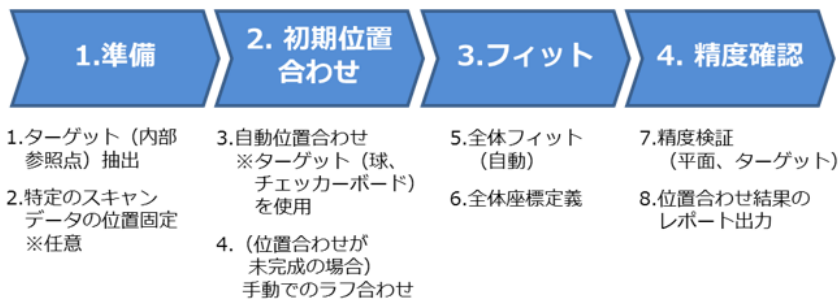 1.準備
2. 初期位置
合わせ
3.フィット
4. 精度確認
1.ターゲット（内部
参照点）抽出
2.特定のスキャン
データの位置固定
※任意
3.自動位置合わせ
※ターゲット（球、
チェッカーボード）
を使用
4.（位置合わせが
未完成の場合）
手動でのラフ合わせ
5.全体フィット
（自動）
6.全体座標定義
7.精度検証
（平面、ターゲット）
8.位置合わせ結果の
レポート出力